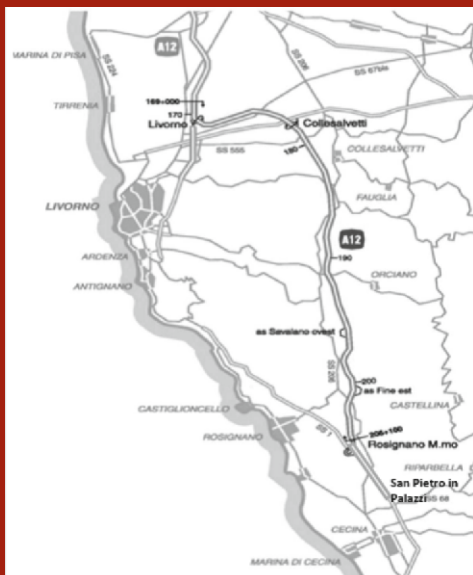 A12
MARINA DI PISA
SS 224
SS 206
SS 67bis
169+000
TIRRENIA
170
Livorno
Collesalvetti
180
SS 555
COLLESALVETTI
LIVORNO
FAUGLIA
A12
ARDENZA
190
ORCIANO
ANTIGNANO
as Savalano ovest
SS 206
200
as Fine est
CASTIGLIONCELLO
CASTELLINA
SS 1
ROSIGNANO
206+190
Rosignano M.mo
RIPARBELLA
San Pietro in
Palazzi
SS 68
CECINA
MARINA DI CECINA